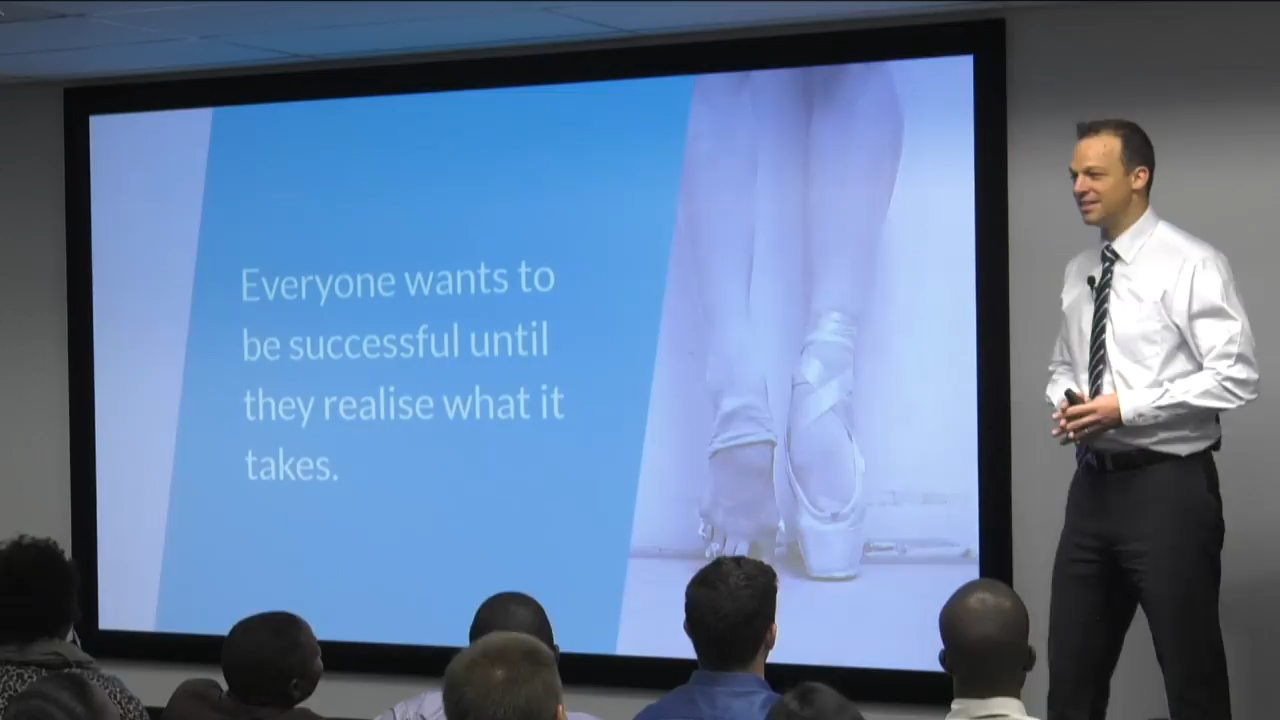 Everyone wants to
be successful until
they realise what it
takes.